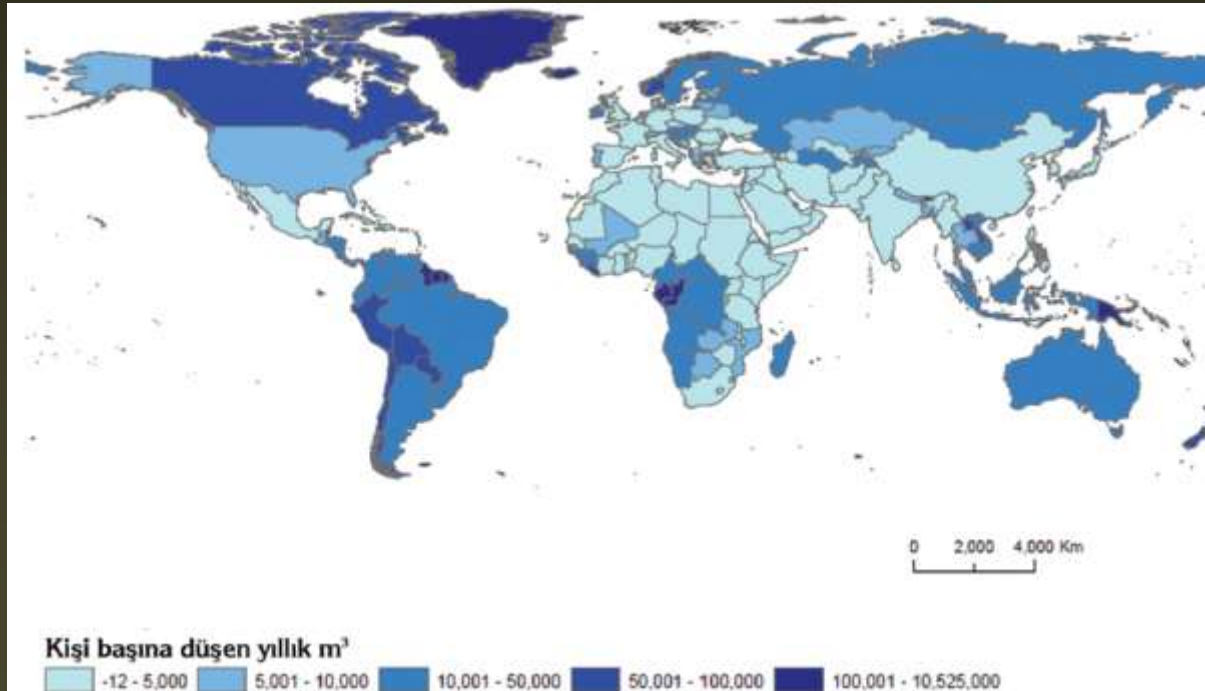 0 2,000 4,000 Km
Kişi başına düşen yıllık m³
-12 - 5,000 5,001 - 10,000 10,001 - 50,000 50,001 - 100,000 100,001 - 10,525,000